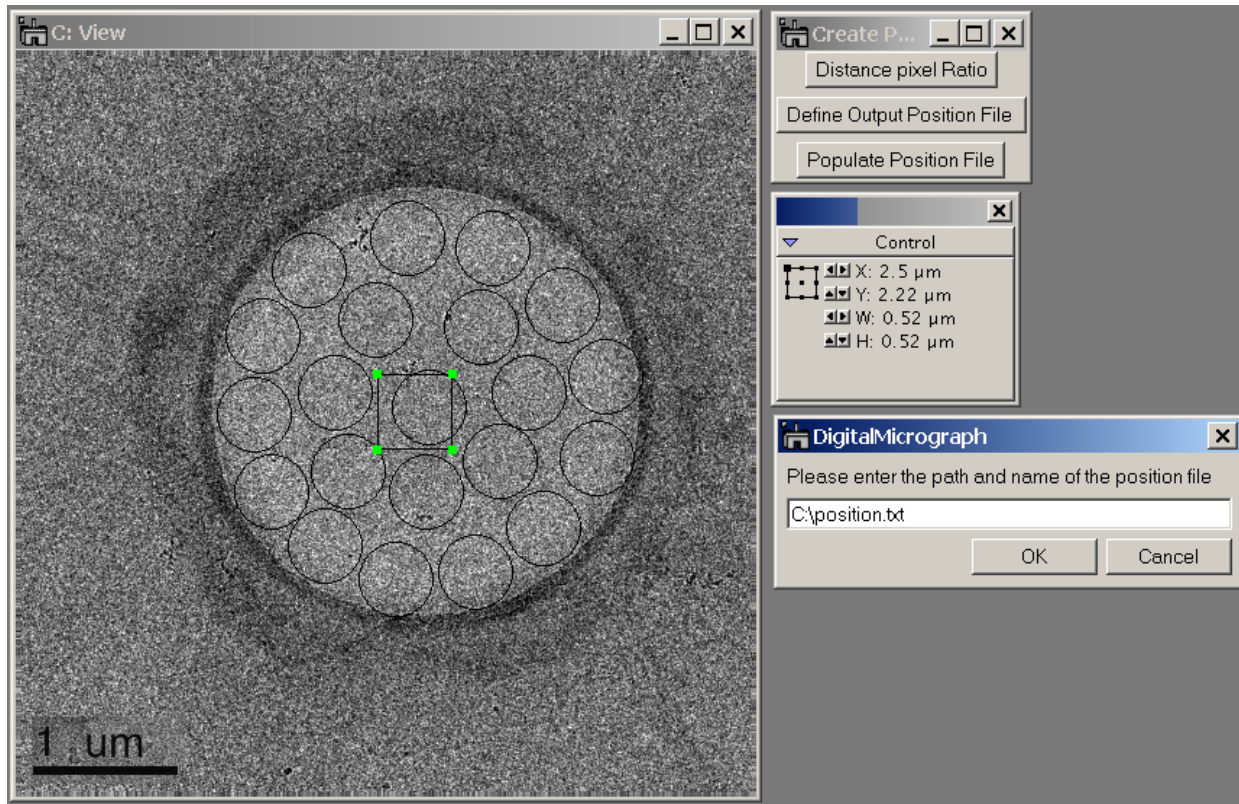 C: View
1 um
Create P...
Distance pixel Ratio
Define Output Position File
Populate Position File
Control
X: 2.5 µm
Y: 2.22 µm
W: 0.52 µm
H: 0.52 µm
DigitalMicrograph
Please enter the path and name of the position file
C:\position.txt
OK Cancel